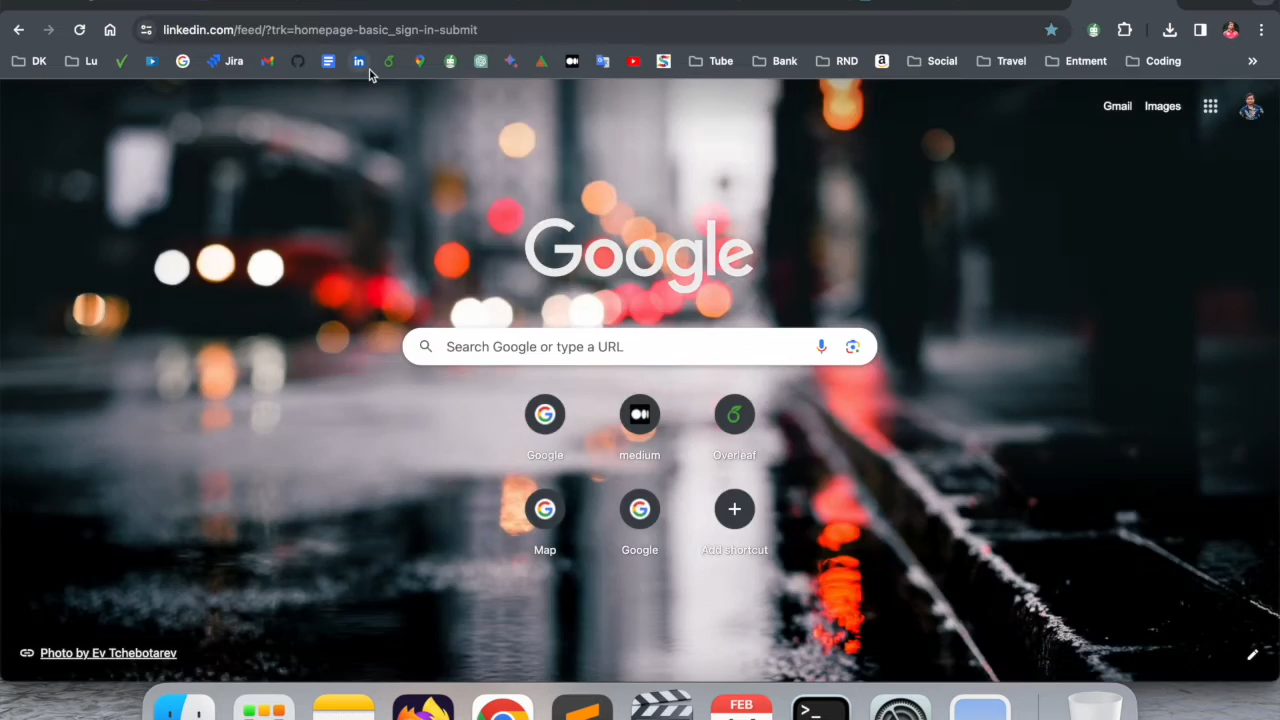 linkedin.com/feed/?trk=homepage-basic_sign-in-submit
DK Lu Jira in Tube Bank RND a Social Travel Entment Coding »
Gmail Images
Google
Search Google or type a URL
Google medium Overleaf
Map Google Add shortcut
Photo by Ev Tchebotarev
FEB